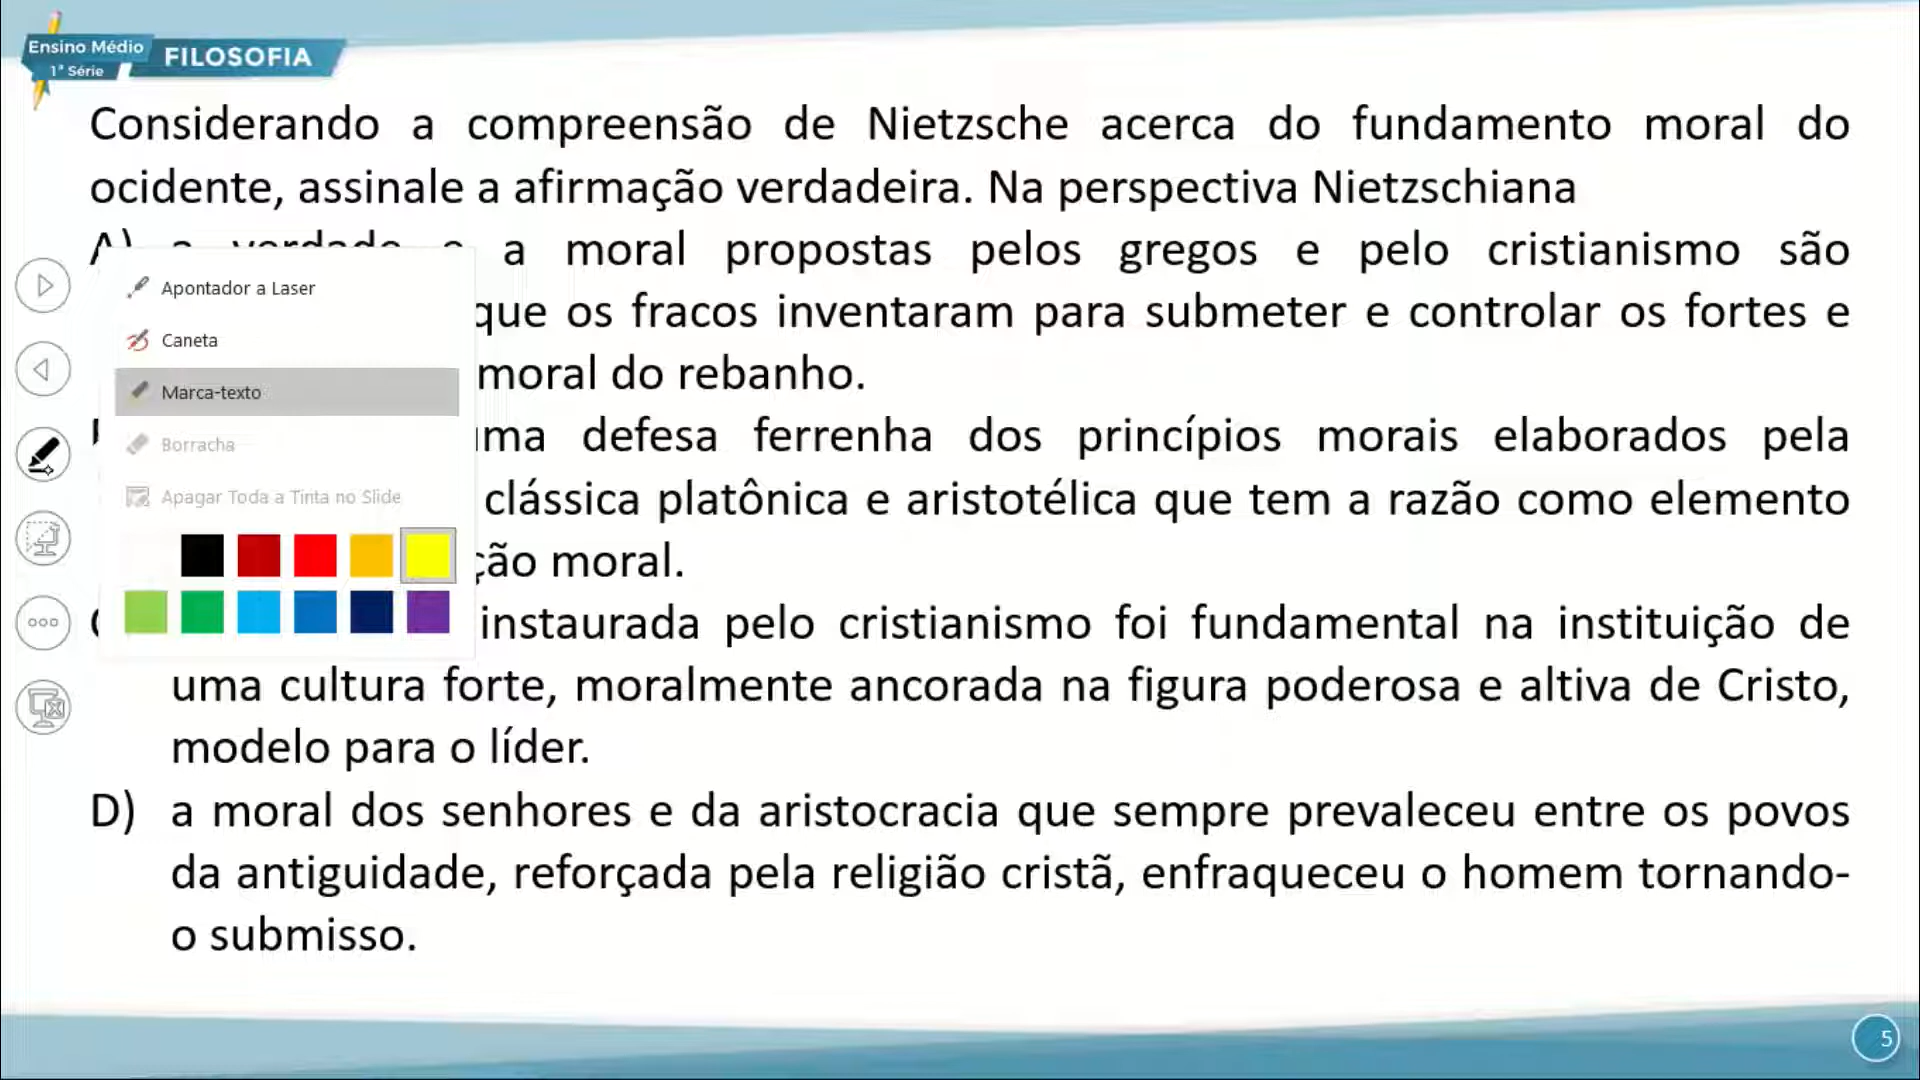 Ensino Médio
1ª Série
FILOSOFIA
Considerando a compreensão de Nietzsche acerca do fundamento moral do
ocidente, assinale a afirmação verdadeira. Na perspectiva Nietzschiana
A) a verdade e a moral propostas pelos gregos e pelo cristianismo são
que os fracos inventaram para submeter e controlar os fortes e
moral do rebanho.
uma defesa ferrenha dos princípios morais elaborados pela
clássica platônica e aristotélica que tem a razão como elemento
ção moral.
instaurada pelo cristianismo foi fundamental na instituição de
uma cultura forte, moralmente ancorada na figura poderosa e altiva de Cristo,
modelo para o líder.
D) a moral dos senhores e da aristocracia que sempre prevaleceu entre os povos
da antiguidade, reforçada pela religião cristã, enfraqueceu o homem tornando-
o submisso.
Apontador a Laser
Caneta
Marca-texto
Borracha
Apagar Toda a Tinta no Slide
5